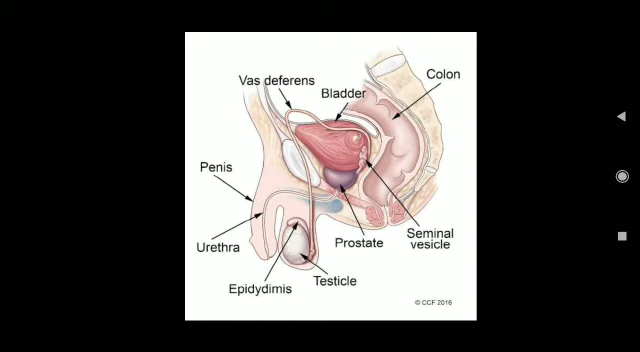 Vas deferens
Bladder
Colon
Penis
Urethra
Prostate
Seminal
vesicle
Epidydimis
Testicle
© CCF 2016